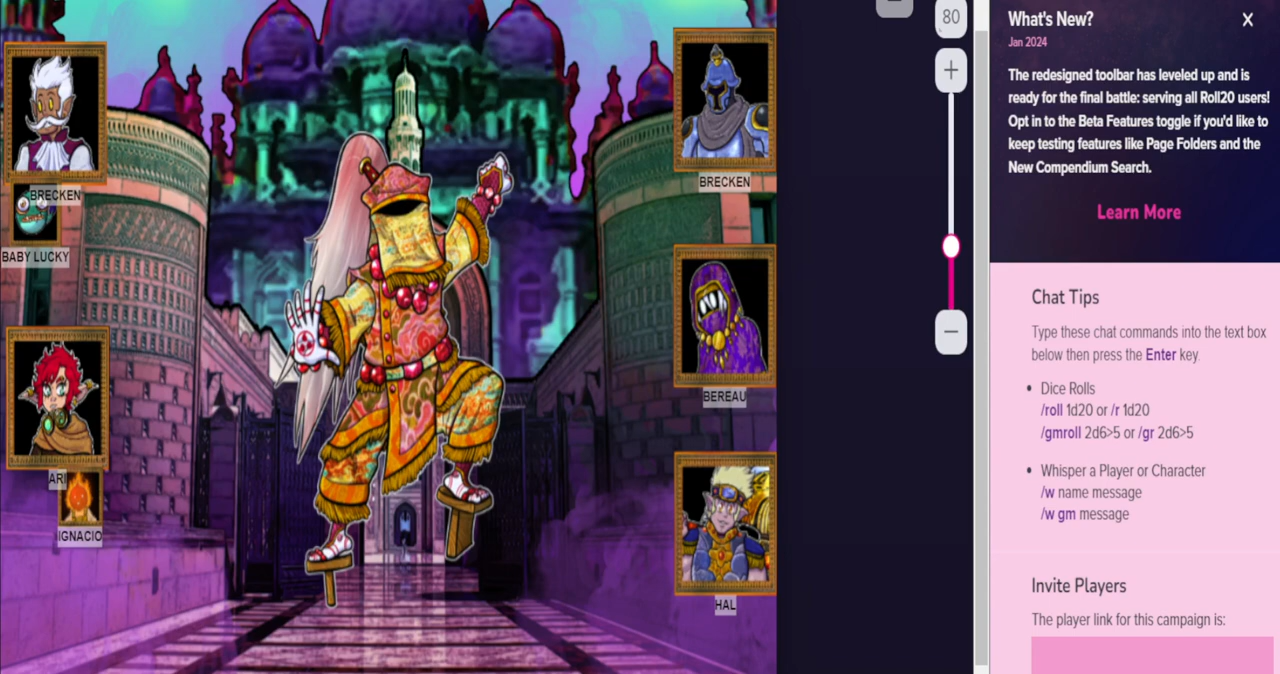 BRECKEN
BABY LUCKY
ARI
IGNACIO
BRECKEN
BEREAU
HAL
80
+
−
What's New?
X
Jan 2024
The redesigned toolbar has leveled up and is
ready for the final battle: serving all Roll20 users!
Opt in to the Beta Features toggle if you'd like to
keep testing features like Page Folders and the
New Compendium Search.
Learn More
Chat Tips
Type these chat commands into the text box
below then press the Enter key.
• Dice Rolls
/roll 1d20 or /r 1d20
/gmroll 2d6>5 or /gr 2d6>5
• Whisper a Player or Character
/w name message
/w gm message
Invite Players
The player link for this campaign is: